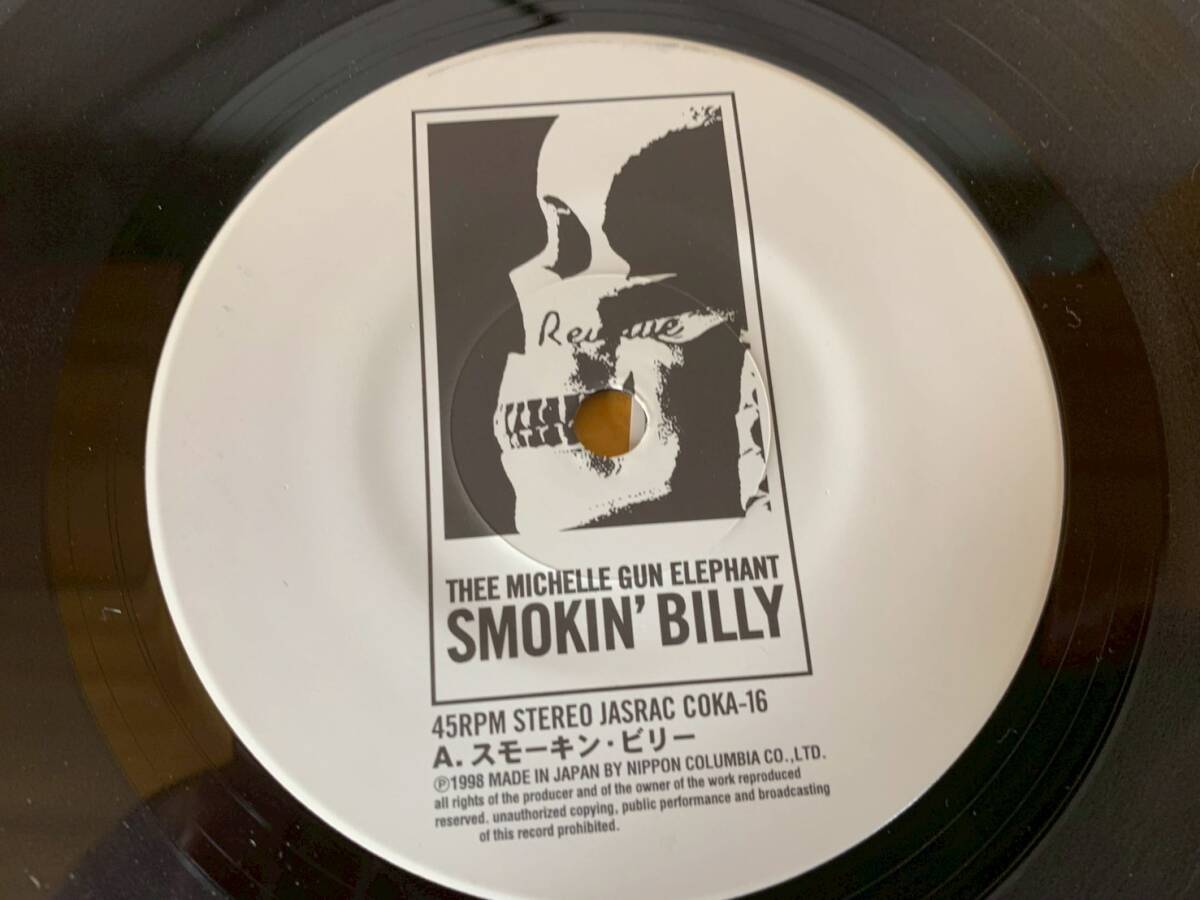 THEE MICHELLE GUN ELEPHANT
SMOKIN' BILLY
45RPM STEREO JASRAC COKA-16
A. スモーキン・ビリー
℗1998 MADE IN JAPAN BY NIPPON COLUMBIA CO.,LTD.
all rights of the producer and of the owner of the work reproduced
reserved. unauthorized copying, public performance and broadcasting
of this record prohibited.